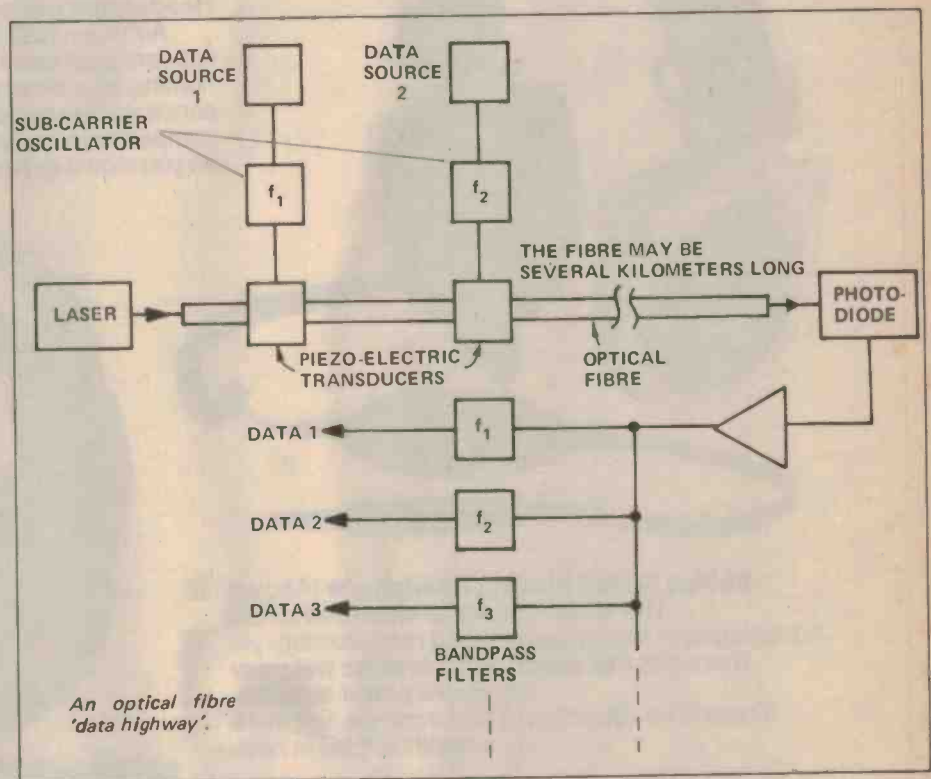 DATA
SOURCE
1
DATA
SOURCE
2
SUB-CARRIER
OSCILLATOR
f1
f2
THE FIBRE MAY BE
SEVERAL KILOMETERS LONG
LASER
PHOTO-
DIODE
PIEZO-ELECTRIC
TRANSDUCERS
OPTICAL
FIBRE
DATA 1
f1
DATA 2
f2
DATA 3
f3
BANDPASS
FILTERS
An optical fibre
'data highway'.